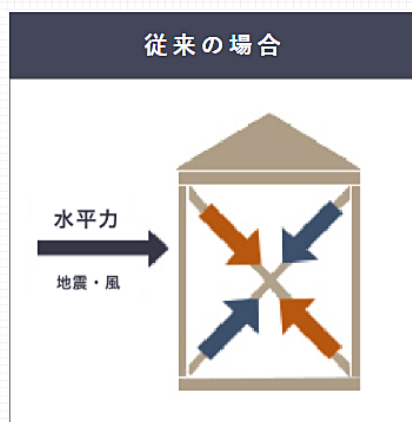 従来の場合
水平力
地震・風